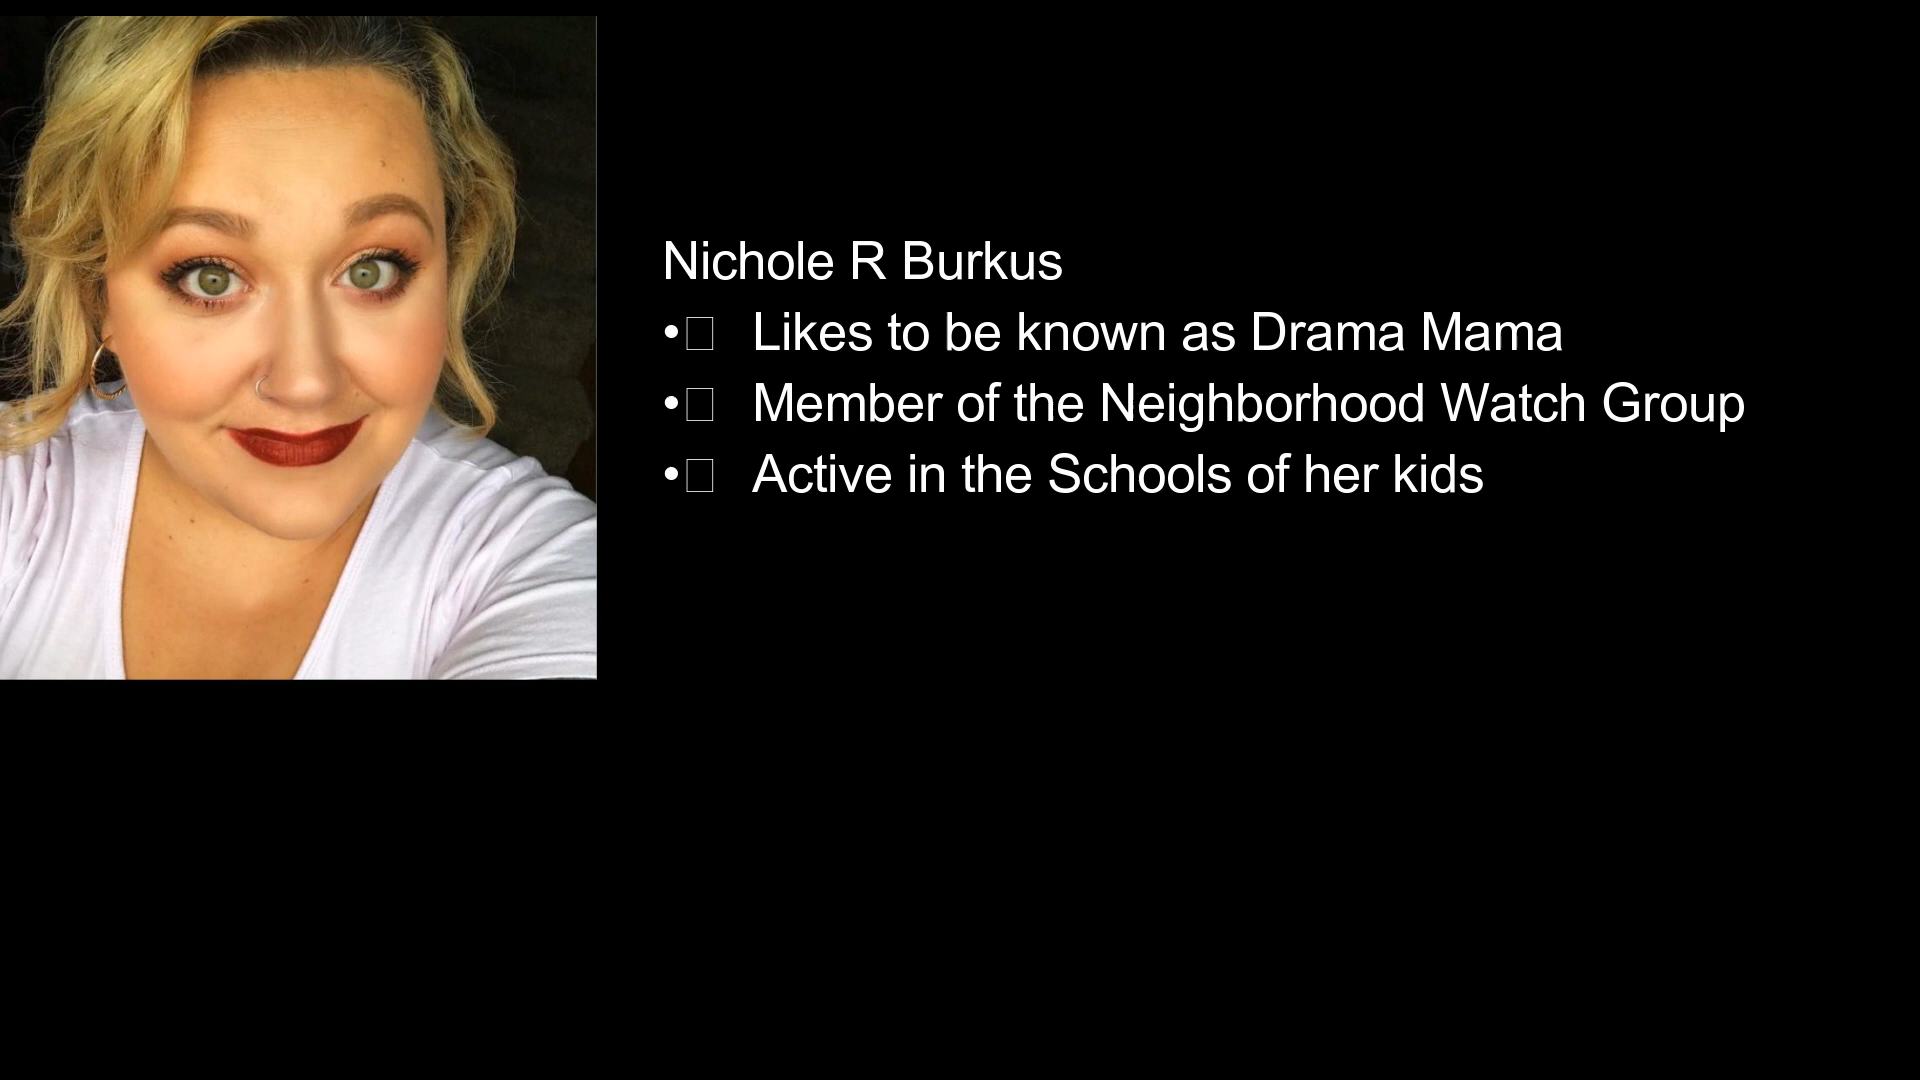 Nichole R Burkus
•□ Likes to be known as Drama Mama
•□ Member of the Neighborhood Watch Group
•□ Active in the Schools of her kids